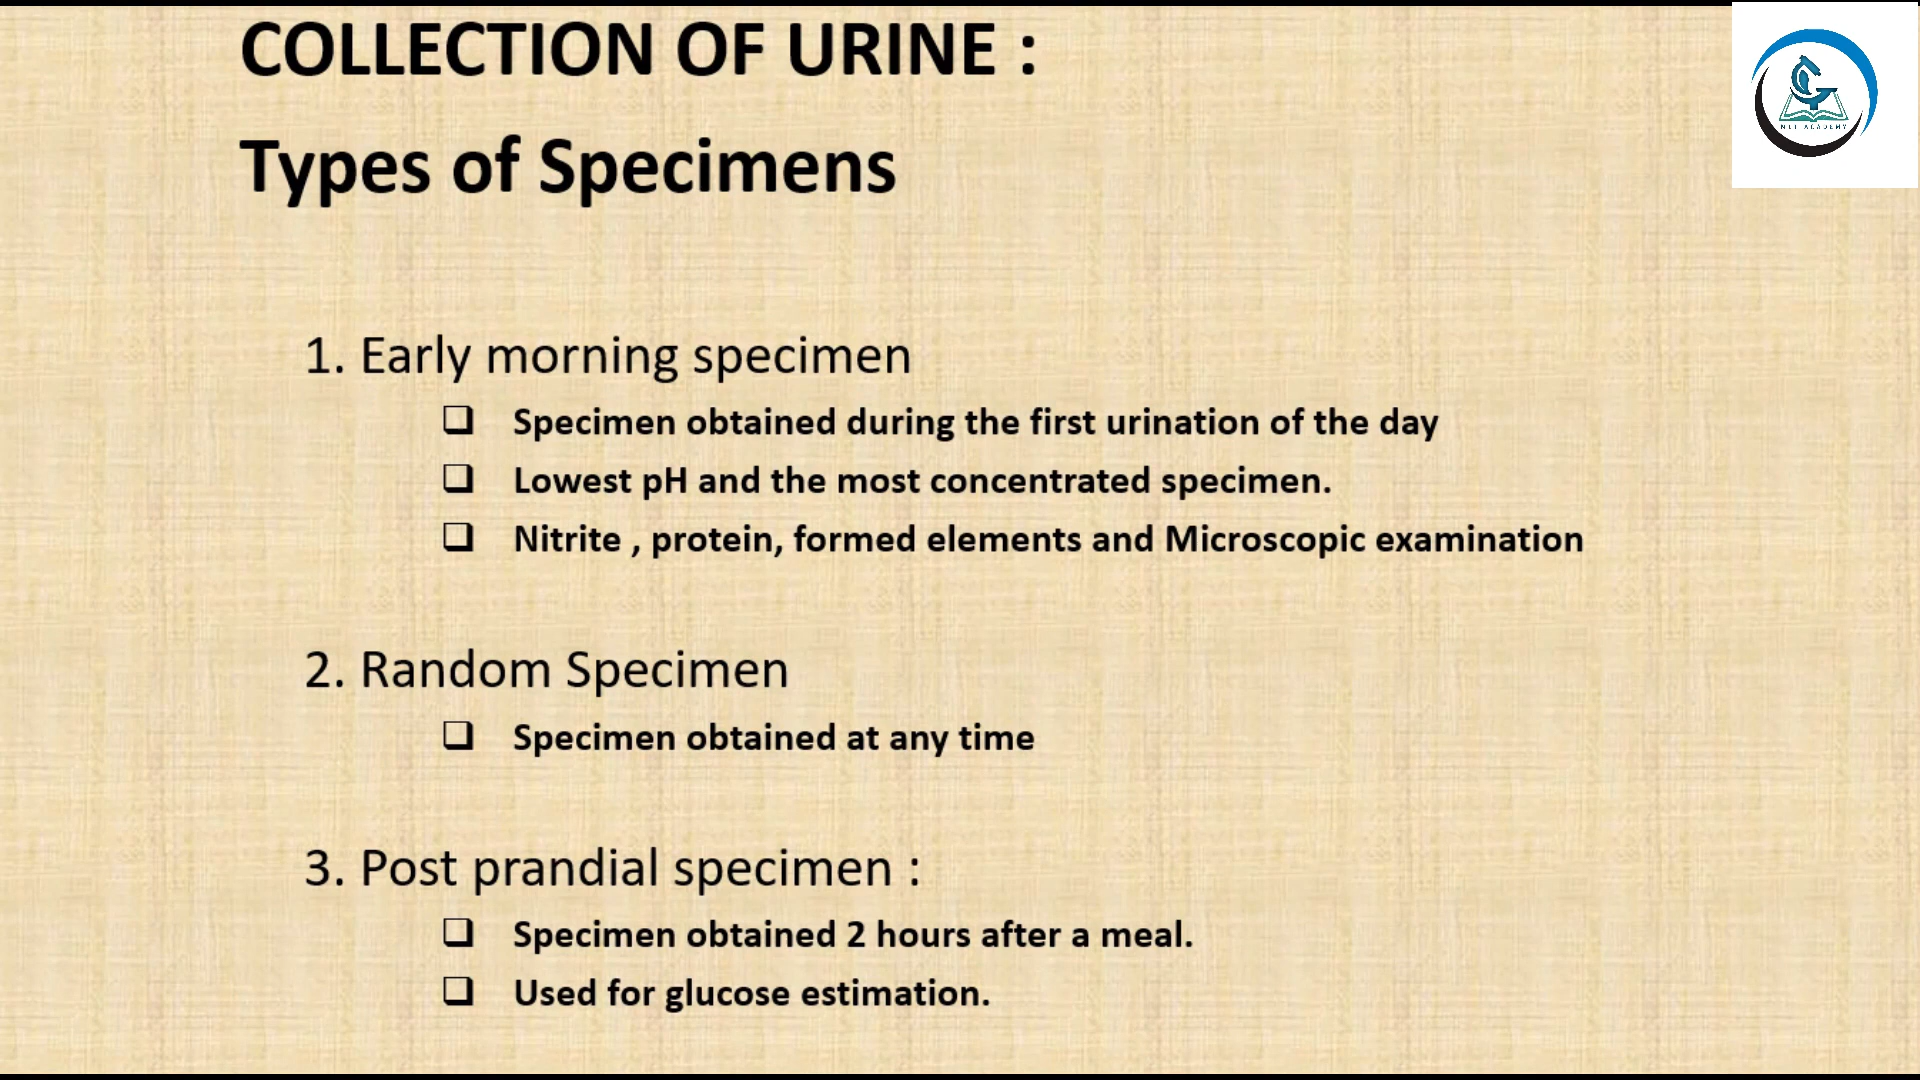 COLLECTION OF URINE :
Types of Specimens
1. Early morning specimen
❑ Specimen obtained during the first urination of the day
❑ Lowest pH and the most concentrated specimen.
❑ Nitrite , protein, formed elements and Microscopic examination
2. Random Specimen
❑ Specimen obtained at any time
3. Post prandial specimen :
❑ Specimen obtained 2 hours after a meal.
❑ Used for glucose estimation.
ACADEMY